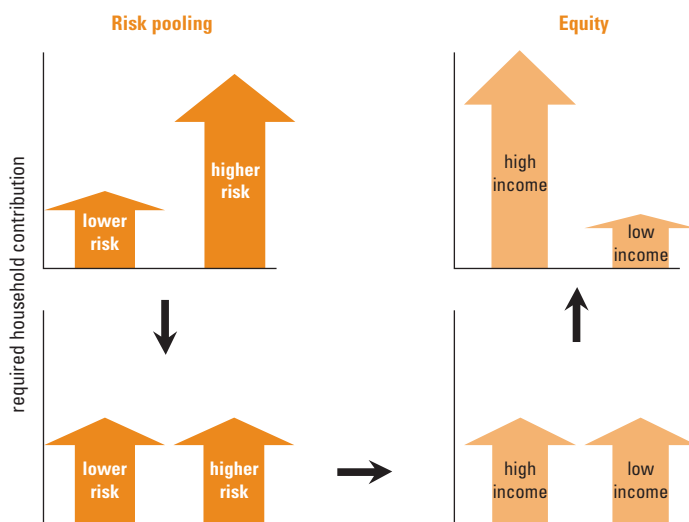 Risk pooling
Equity
required household contribution
lower
risk
higher
risk
high
income
low
income
lower
risk
higher
risk
high
income
low
income